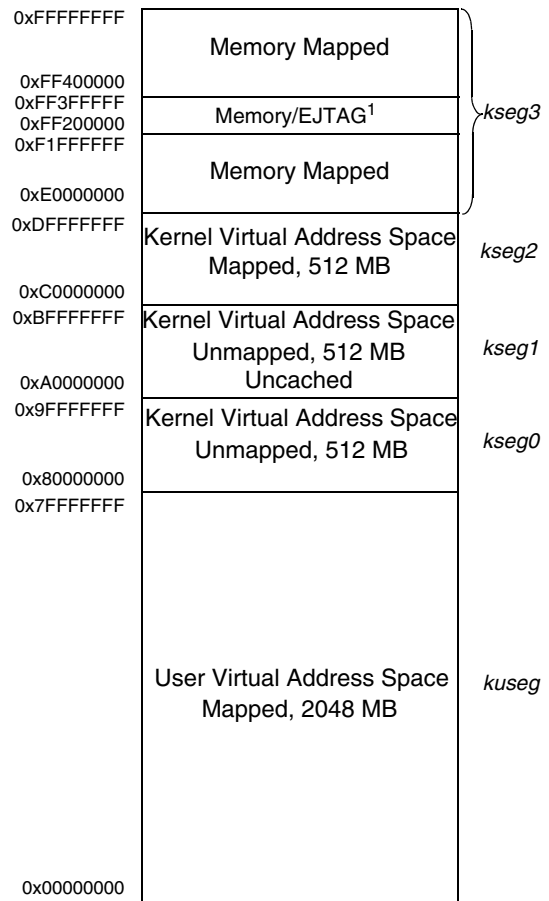 0xFFFFFFFF
Memory Mapped
0xFF400000
0xFF3FFFFF
Memory/EJTAG1
kseg3
0xFF200000
0xF1FFFFFF
Memory Mapped
0xE0000000
0xDFFFFFFF
Kernel Virtual Address Space
Mapped, 512 MB
kseg2
0xC0000000
0xBFFFFFFF
Kernel Virtual Address Space
Unmapped, 512 MB
Uncached
kseg1
0xA0000000
0x9FFFFFFF
Kernel Virtual Address Space
Unmapped, 512 MB
kseg0
0x80000000
0x7FFFFFFF
User Virtual Address Space
Mapped, 2048 MB
kuseg
0x00000000